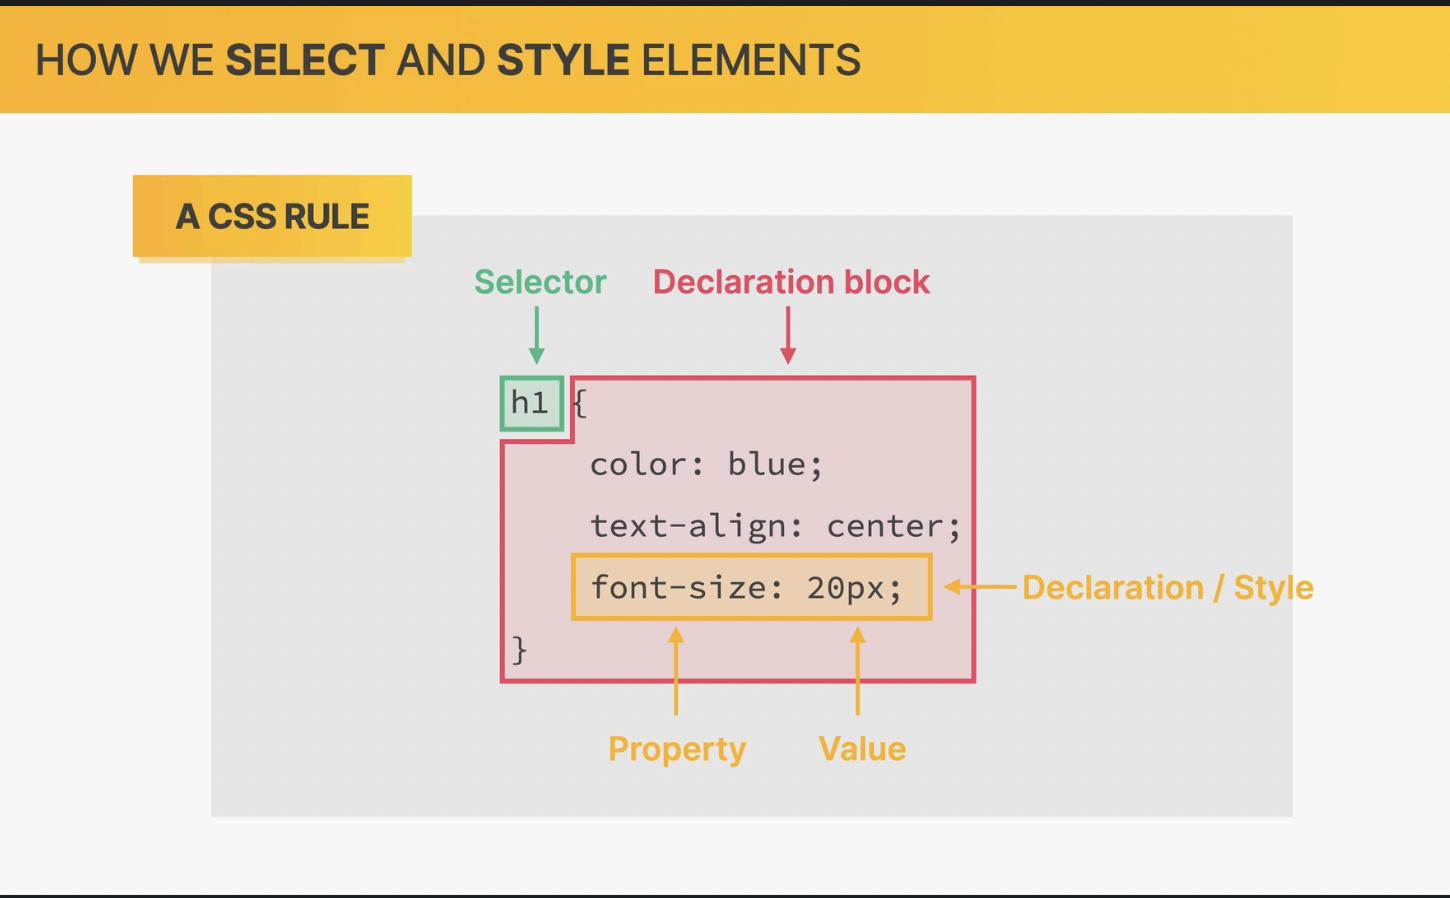 HOW WE SELECT AND STYLE ELEMENTS
A CSS RULE
Selector
Declaration block
h1 {
color: blue;
text-align: center;
font-size: 20px;
Declaration / Style
}
Property
Value